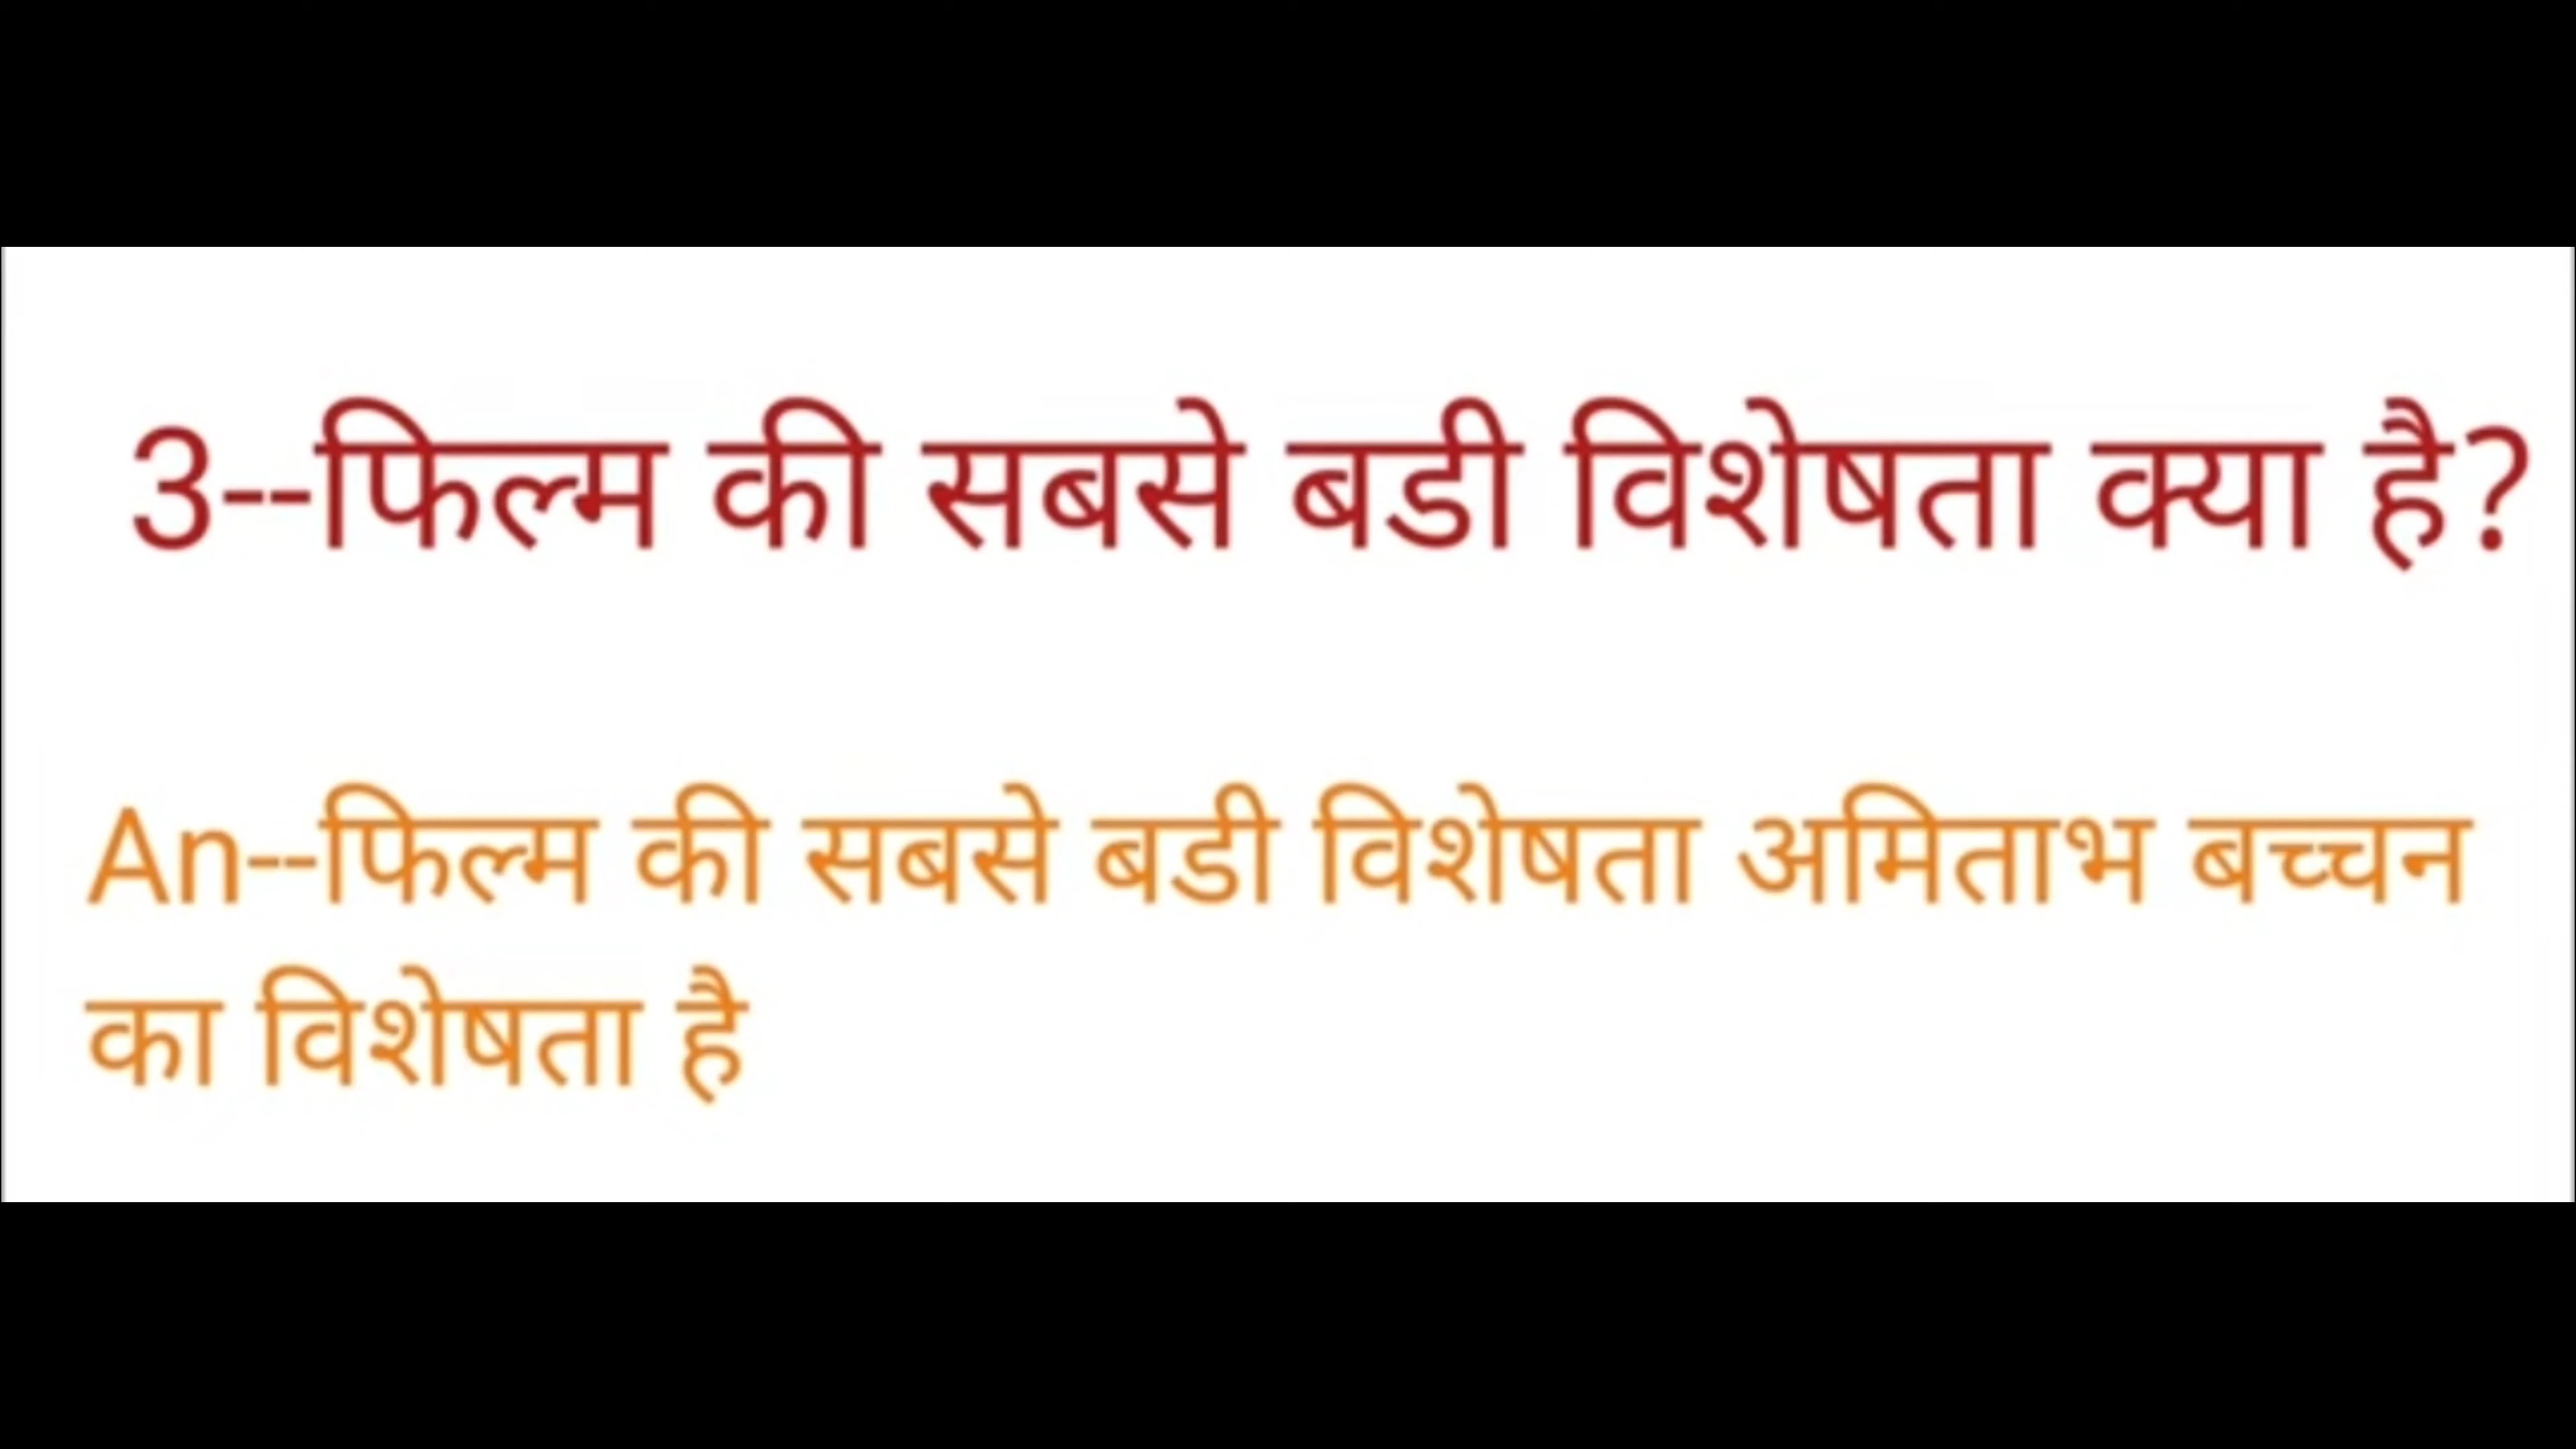 3--फिल्म की सबसे बडी विशेषता क्या है?
An--फिल्म की सबसे बडी विशेषता अमिताभ बच्चन
का विशेषता है